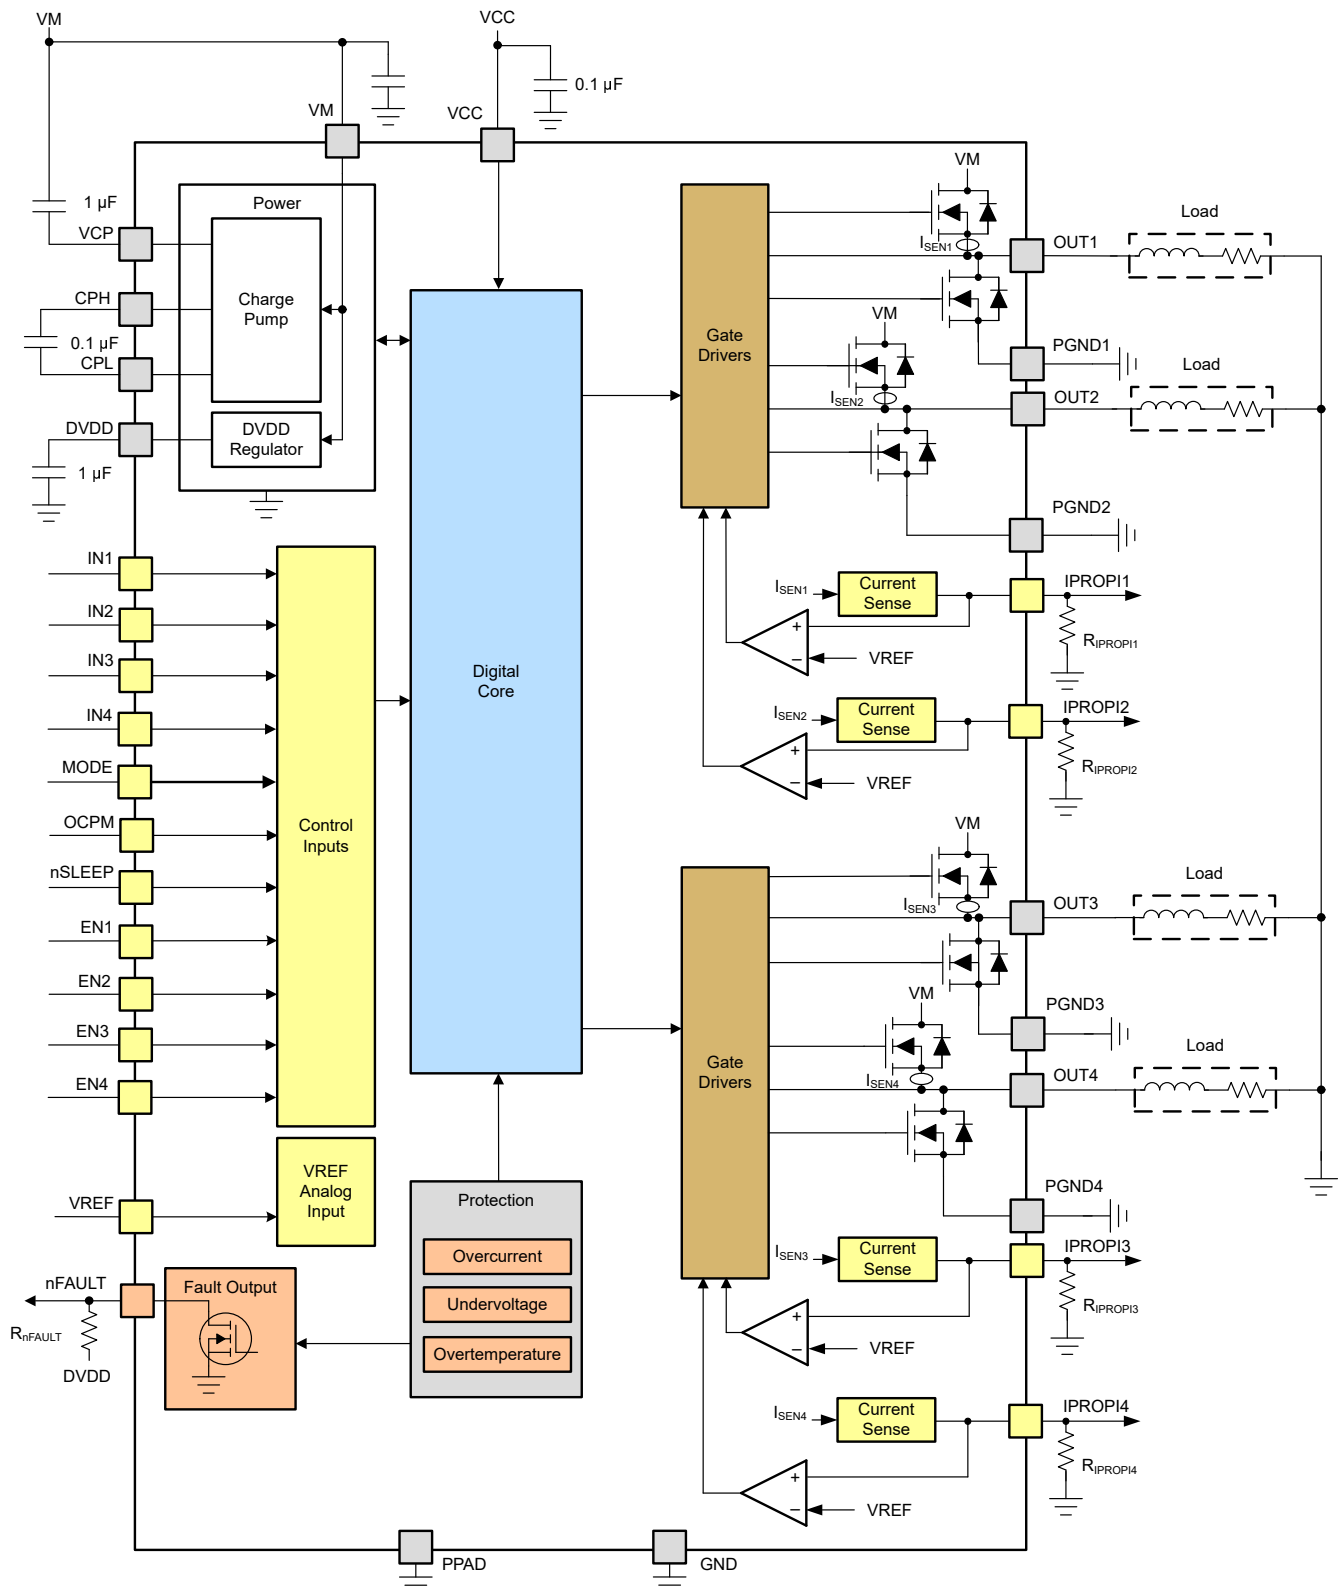 VM
VCC
0.1 µF
VM
VCC
1 µF
VCP
CPH
0.1 µF
CPL
DVDD
1 µF
Power
Charge
Pump
DVDD
Regulator
IN1
IN2
IN3
IN4
MODE
OCPM
nSLEEP
EN1
EN2
EN3
EN4
VREF
Control
Inputs
VREF
Analog
Input
nFAULT
RnFAULT
DVDD
Fault Output
Digital
Core
Protection
Overcurrent
Undervoltage
Overtemperature
Gate
Drivers
VM
ISEN1
OUT1
Load
VM
PGND1
Load
ISEN2
OUT2
PGND2
ISEN1
Current
Sense
IPROPI1
RIPROPI1
+
−
VREF
ISEN2
Current
Sense
IPROPI2
RIPROPI2
+
−
VREF
Gate
Drivers
VM
ISEN3
OUT3
Load
VM
PGND3
Load
ISEN4
OUT4
PGND4
ISEN3
Current
Sense
IPROPI3
RIPROPI3
+
−
VREF
ISEN4
Current
Sense
IPROPI4
RIPROPI4
+
−
VREF
PPAD
GND